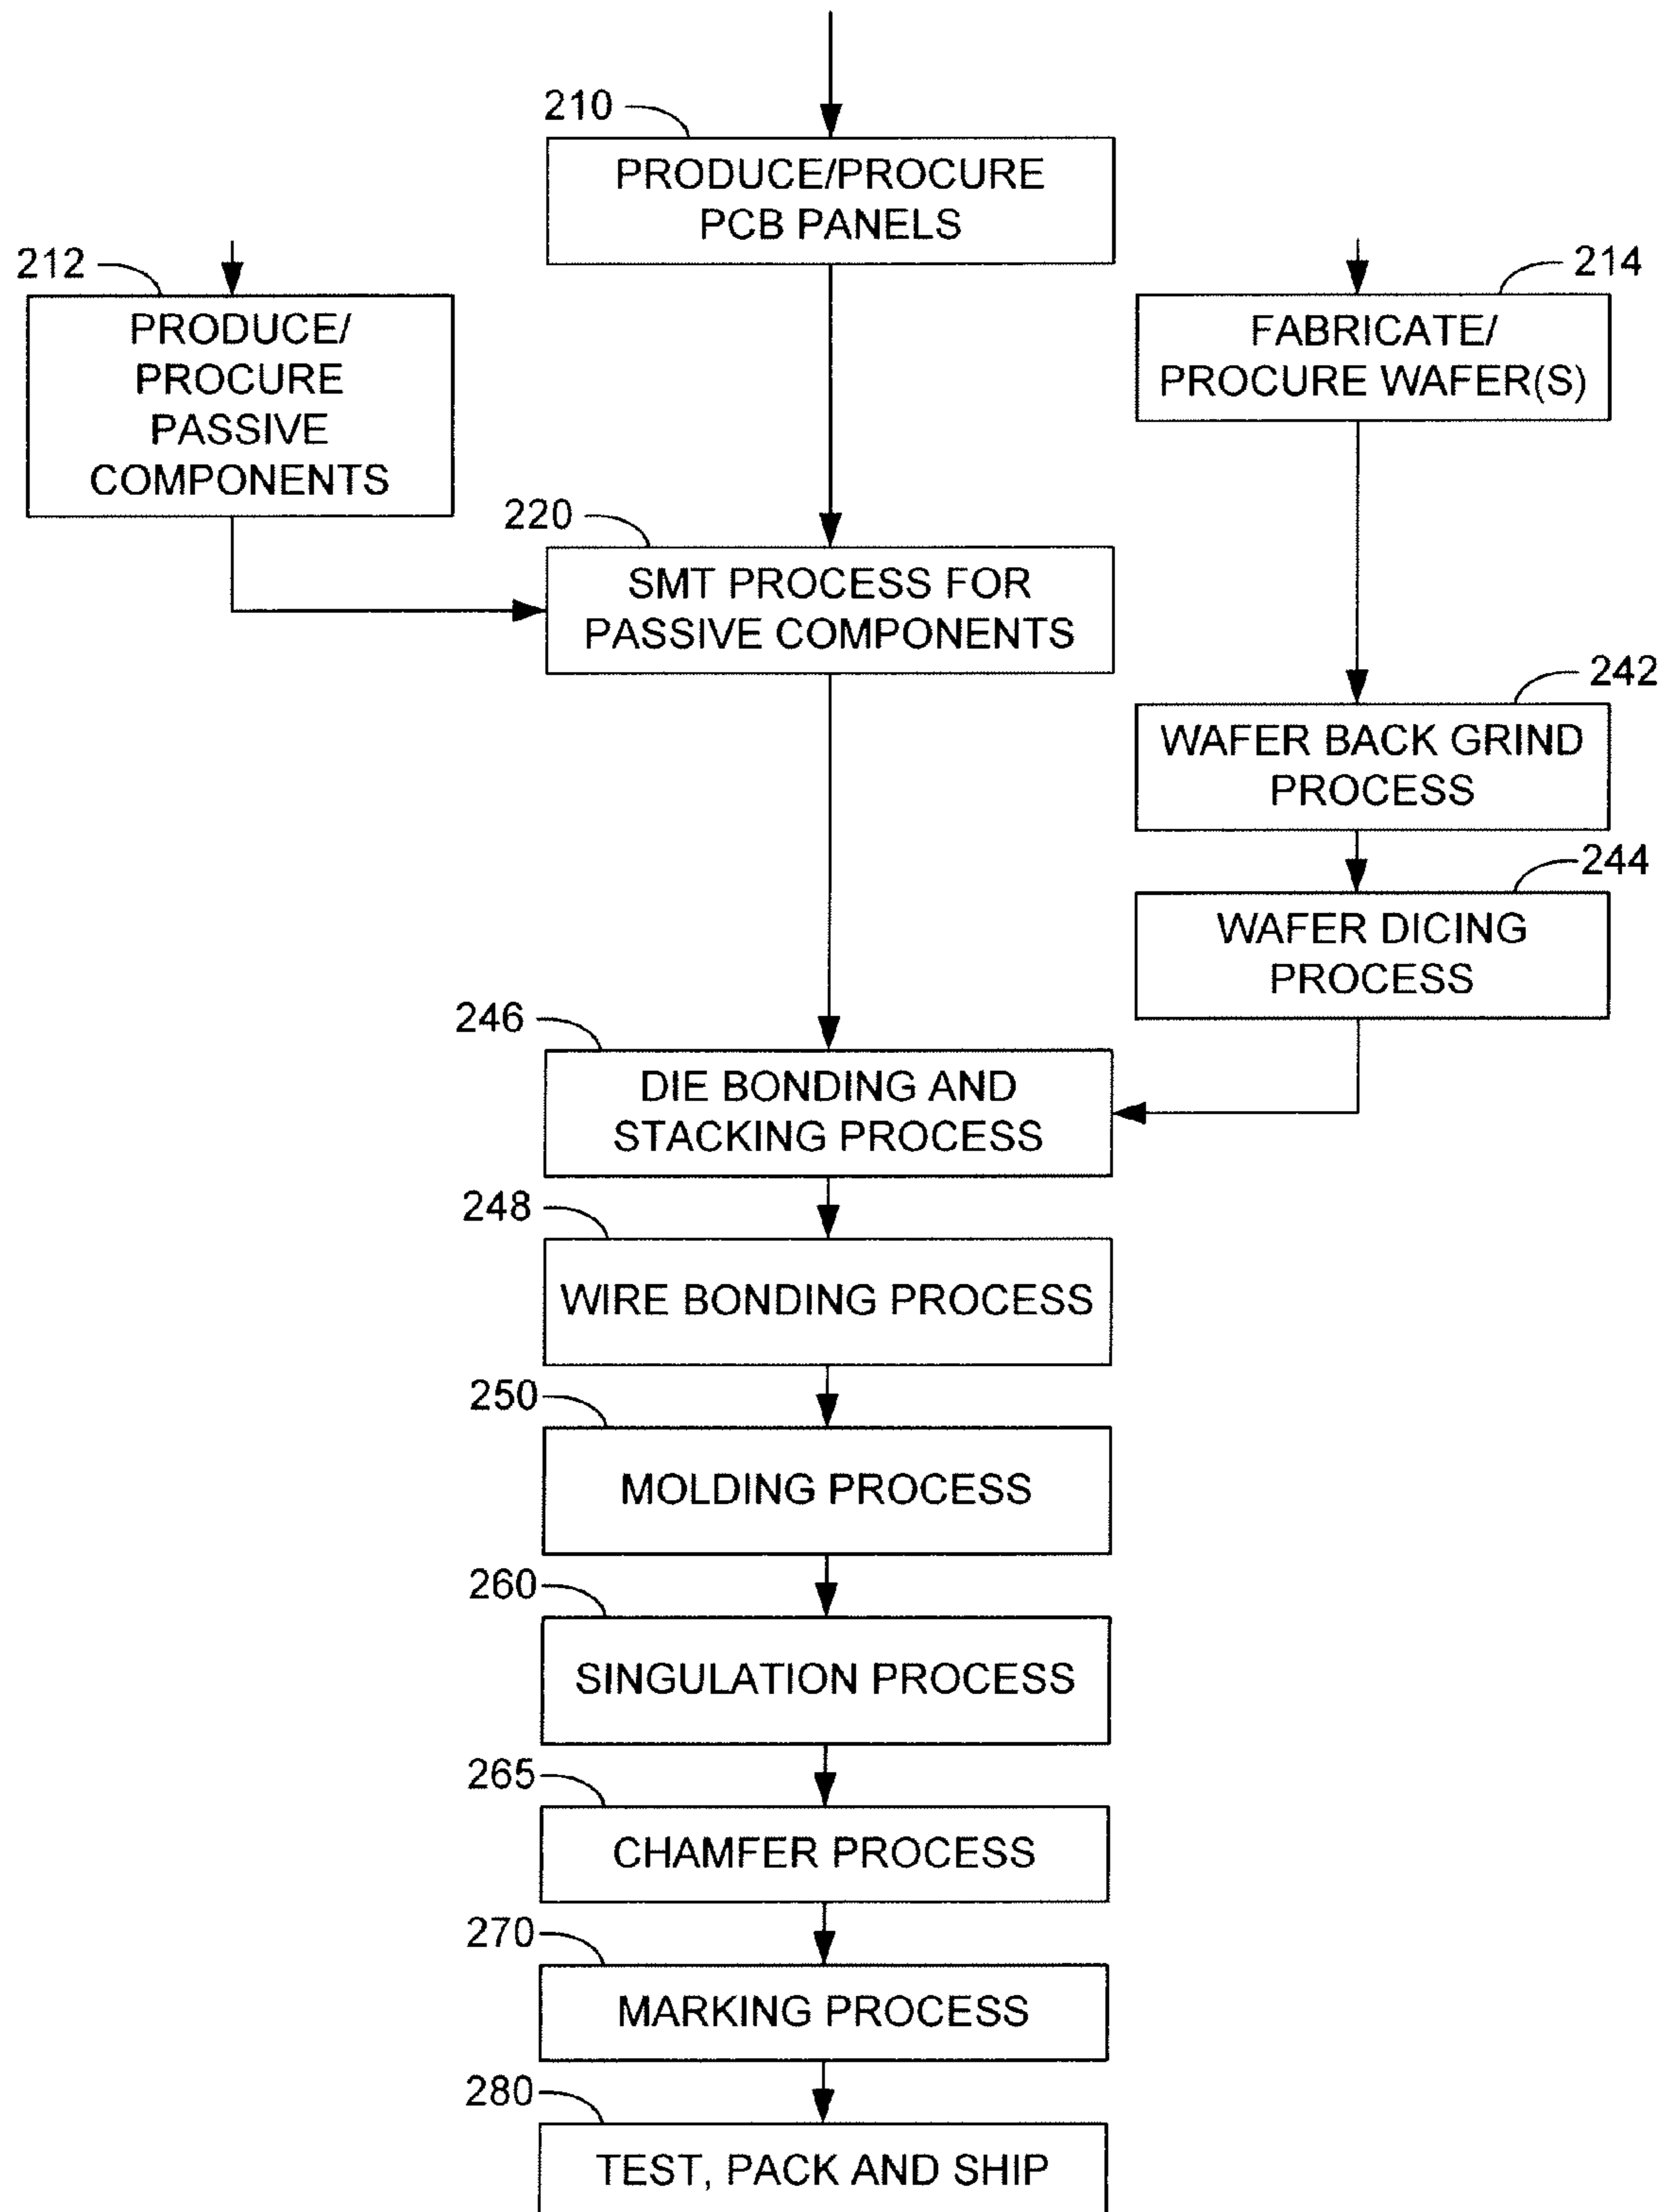 210
PRODUCE/PROCURE
PCB PANELS
212
PRODUCE/
PROCURE
PASSIVE
COMPONENTS
214
FABRICATE/
PROCURE WAFER(S)
220
SMT PROCESS FOR
PASSIVE COMPONENTS
242
WAFER BACK GRIND
PROCESS
244
WAFER DICING
PROCESS
246
DIE BONDING AND
STACKING PROCESS
248
WIRE BONDING PROCESS
250
MOLDING PROCESS
260
SINGULATION PROCESS
265
CHAMFER PROCESS
270
MARKING PROCESS
280
TEST, PACK AND SHIP